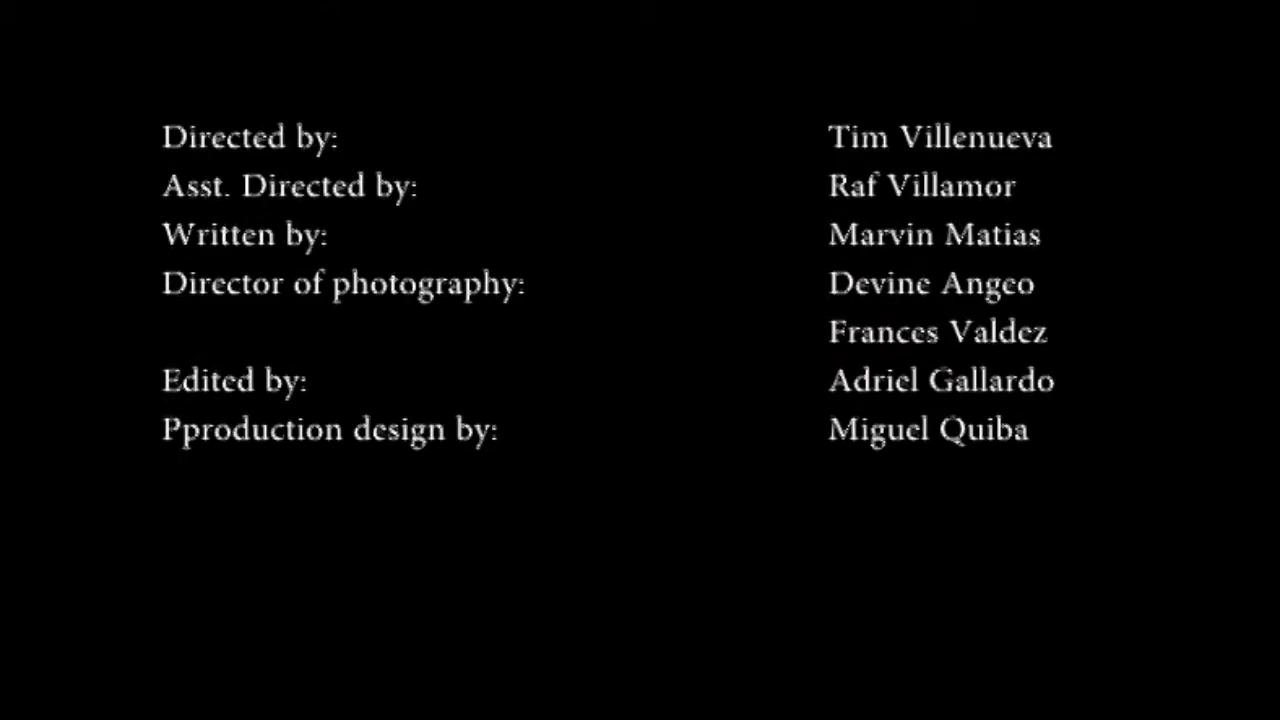 Directed by: Tim Villenueva
Asst. Directed by: Raf Villamor
Written by: Marvin Matias
Director of photography: Devine Angeo
Frances Valdez
Edited by: Adriel Gallardo
Pproduction design by: Miguel Quiba